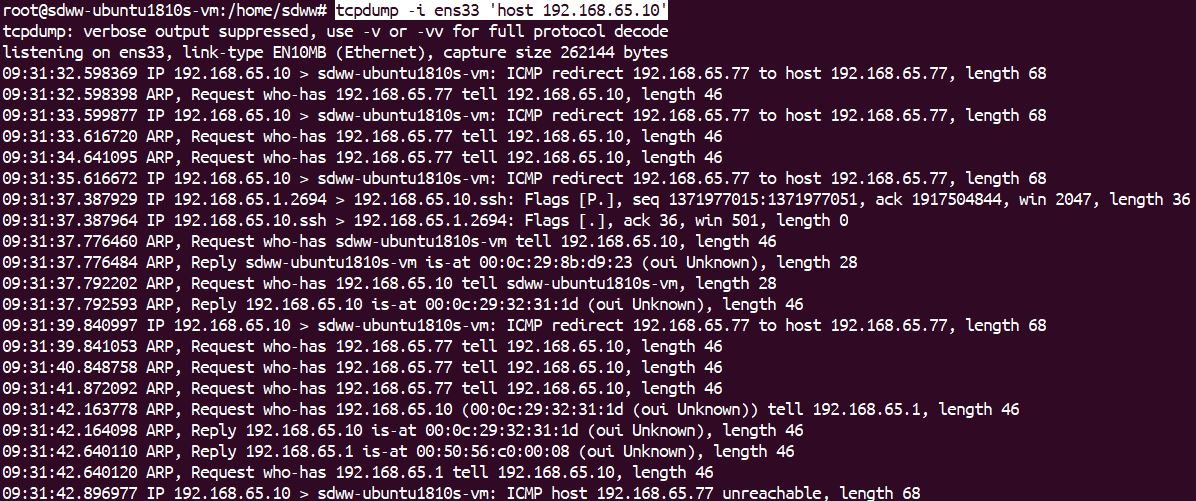 root@sdww-ubuntu1810s-vm:/home/sdww# tcpdump -i ens33 'host 192.168.65.10'
tcpdump: verbose output suppressed, use -v or -vv for full protocol decode
listening on ens33, link-type EN10MB (Ethernet), capture size 262144 bytes
09:31:32.598369 IP 192.168.65.10 > sdww-ubuntu1810s-vm: ICMP redirect 192.168.65.77 to host 192.168.65.77, length 68
09:31:32.598398 ARP, Request who-has 192.168.65.77 tell 192.168.65.10, length 46
09:31:33.599877 IP 192.168.65.10 > sdww-ubuntu1810s-vm: ICMP redirect 192.168.65.77 to host 192.168.65.77, length 68
09:31:33.616720 ARP, Request who-has 192.168.65.77 tell 192.168.65.10, length 46
09:31:34.641095 ARP, Request who-has 192.168.65.77 tell 192.168.65.10, length 46
09:31:35.616672 IP 192.168.65.10 > sdww-ubuntu1810s-vm: ICMP redirect 192.168.65.77 to host 192.168.65.77, length 68
09:31:37.387929 IP 192.168.65.1.2694 > 192.168.65.10.ssh: Flags [P.], seq 1371977015:1371977051, ack 1917504844, win 2047, length 36
09:31:37.387964 IP 192.168.65.10.ssh > 192.168.65.1.2694: Flags [.], ack 36, win 501, length 0
09:31:37.776460 ARP, Request who-has sdww-ubuntu1810s-vm tell 192.168.65.10, length 46
09:31:37.776484 ARP, Reply sdww-ubuntu1810s-vm is-at 00:0c:29:8b:d9:23 (oui Unknown), length 28
09:31:37.792202 ARP, Request who-has 192.168.65.10 tell sdww-ubuntu1810s-vm, length 28
09:31:37.792593 ARP, Reply 192.168.65.10 is-at 00:0c:29:32:31:1d (oui Unknown), length 46
09:31:39.840997 IP 192.168.65.10 > sdww-ubuntu1810s-vm: ICMP redirect 192.168.65.77 to host 192.168.65.77, length 68
09:31:39.841053 ARP, Request who-has 192.168.65.77 tell 192.168.65.10, length 46
09:31:40.848758 ARP, Request who-has 192.168.65.77 tell 192.168.65.10, length 46
09:31:41.872092 ARP, Request who-has 192.168.65.77 tell 192.168.65.10, length 46
09:31:42.163778 ARP, Request who-has 192.168.65.10 (00:0c:29:32:31:1d (oui Unknown)) tell 192.168.65.1, length 46
09:31:42.164098 ARP, Reply 192.168.65.10 is-at 00:0c:29:32:31:1d (oui Unknown), length 46
09:31:42.640110 ARP, Reply 192.168.65.1 is-at 00:50:56:c0:00:08 (oui Unknown), length 46
09:31:42.640120 ARP, Request who-has 192.168.65.1 tell 192.168.65.10, length 46
09:31:42.896977 IP 192.168.65.10 > sdww-ubuntu1810s-vm: ICMP host 192.168.65.77 unreachable, length 68